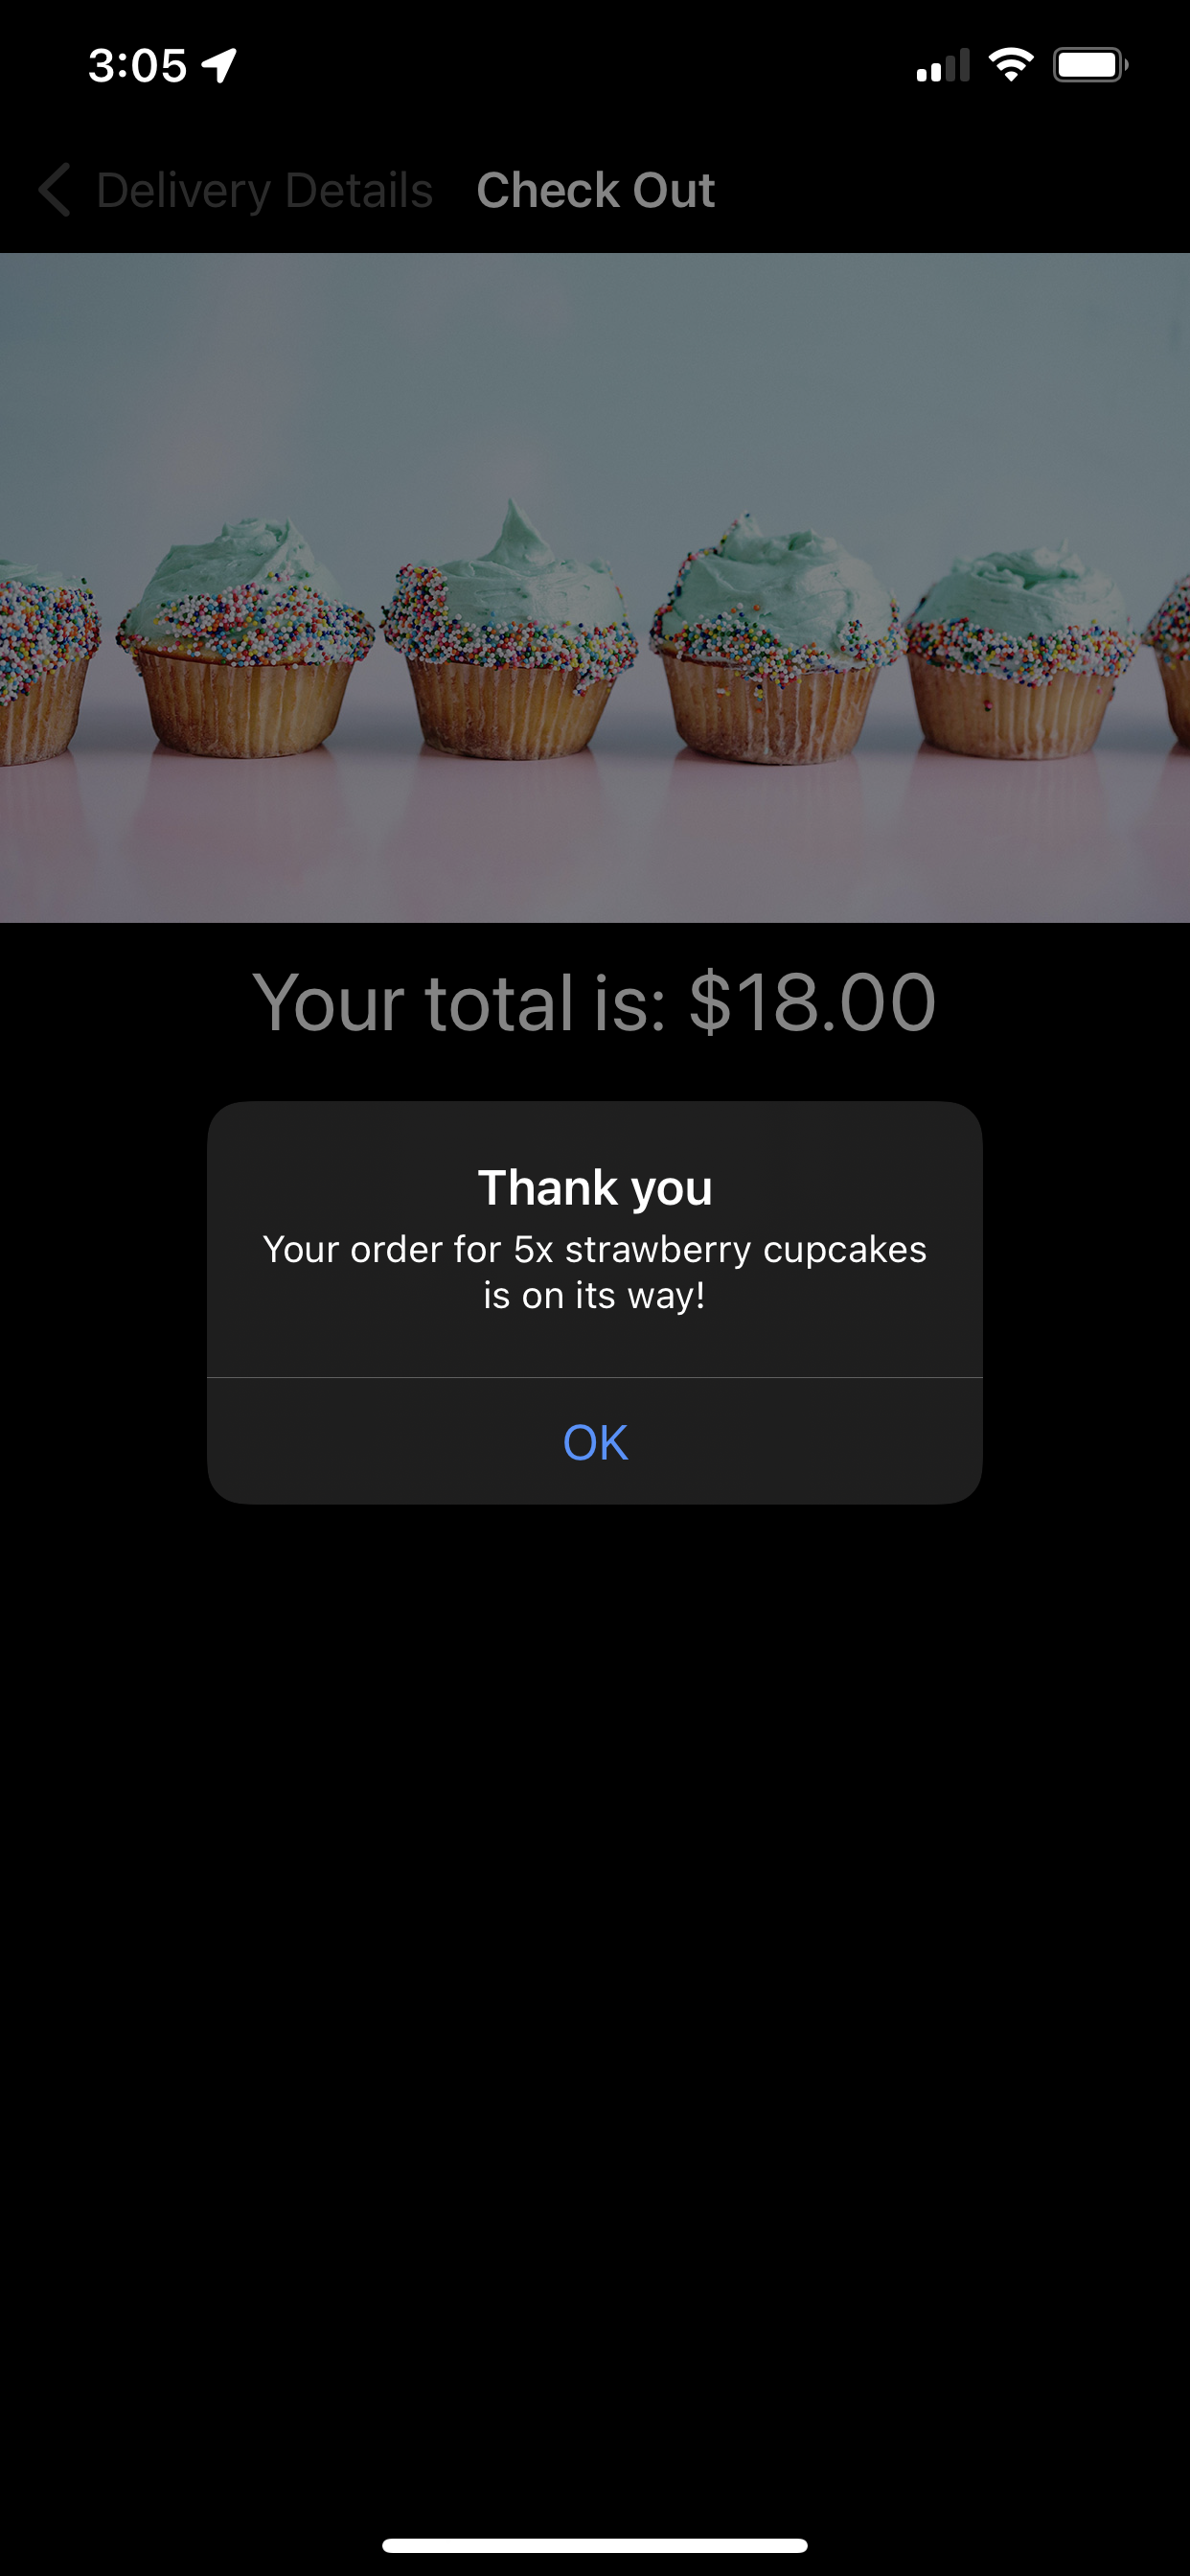 3:05
Delivery Details Check Out
Your total is: $18.00
Thank you
Your order for 5x strawberry cupcakes
is on its way!
OK